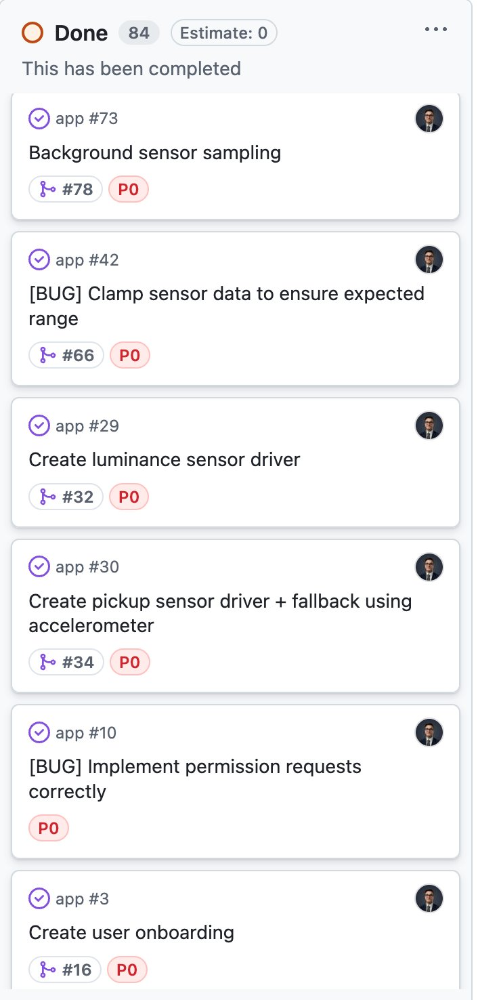 Done 84 Estimate: 0 ...
This has been completed
app #73
Background sensor sampling
#78 P0
app #42
[BUG] Clamp sensor data to ensure expected
range
#66 P0
app #29
Create luminance sensor driver
#32 P0
app #30
Create pickup sensor driver + fallback using
accelerometer
#34 P0
app #10
[BUG] Implement permission requests
correctly
P0
app #3
Create user onboarding
#16 P0